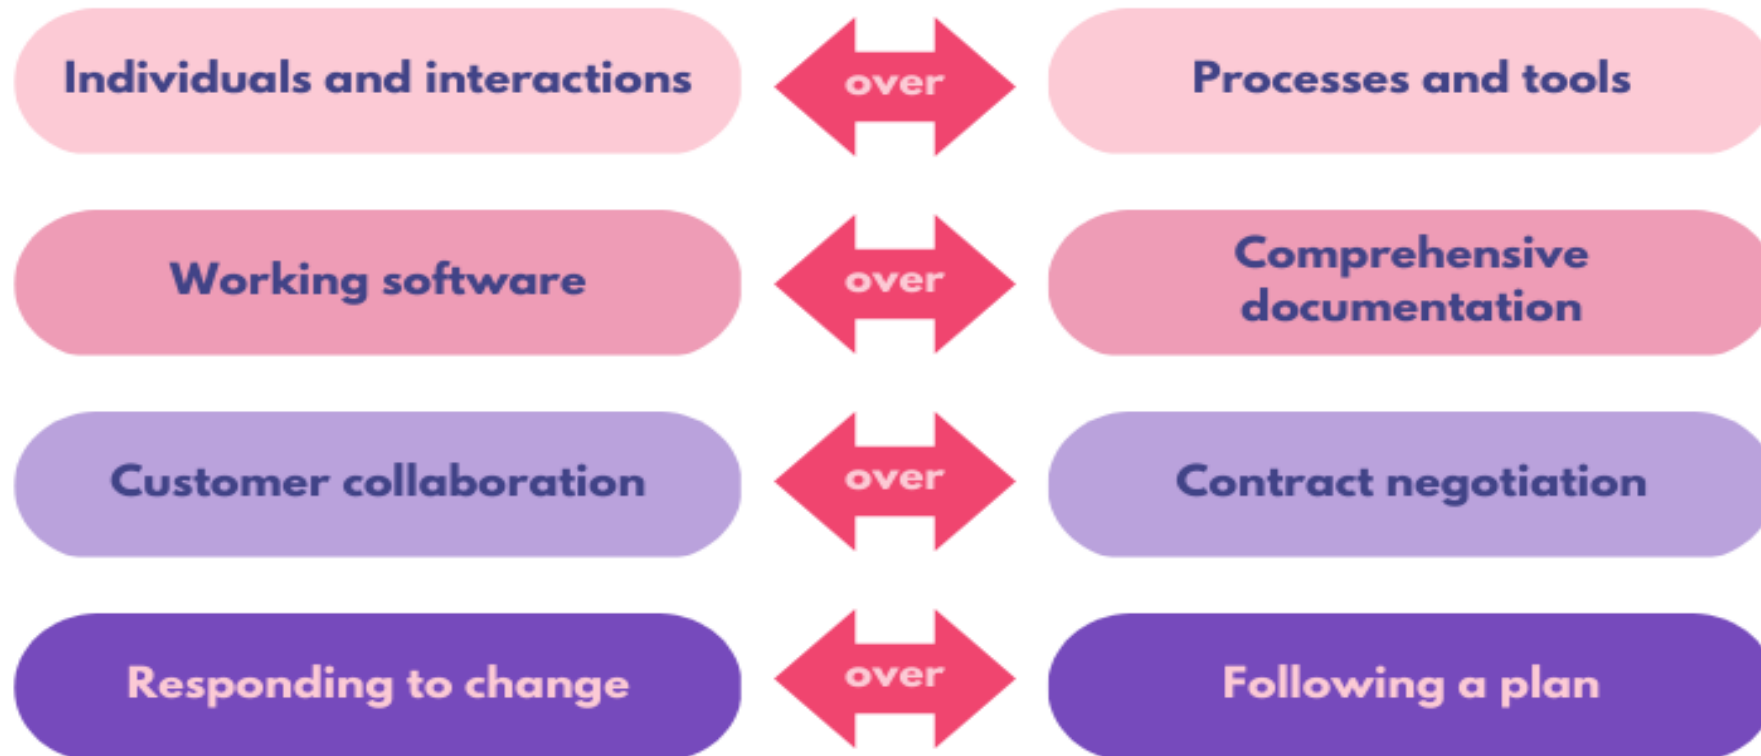 Individuals and interactions
over
Processes and tools
Working software
over
Comprehensive
documentation
Customer collaboration
over
Contract negotiation
Responding to change
over
Following a plan